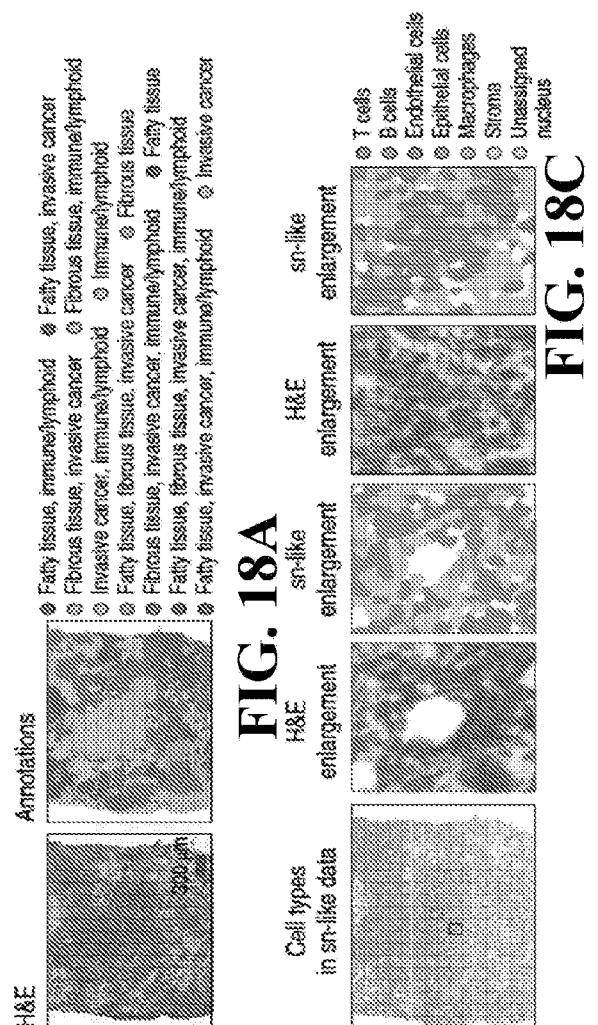 H&E
Annotations
500 µm
Fatty tissue, immune/lymphoid
Fatty tissue, invasive cancer
Fibrous tissue, invasive cancer
Fibrous tissue, immune/lymphoid
Invasive cancer, immune/lymphoid
Immune/lymphoid
Fatty tissue, fibrous tissue, invasive cancer
Fibrous tissue
Fibrous tissue, invasive cancer, immune/lymphoid
Fatty tissue
Fatty tissue, fibrous tissue, invasive cancer, immune/lymphoid
Fatty tissue, invasive cancer, immune/lymphoid
Invasive cancer
FIG. 18A
Cell types
in sn-like data
H&E
enlargement
sn-like
enlargement
H&E
enlargement
sn-like
enlargement
T cells
B cells
Endothelial cells
Epithelial cells
Macrophages
Stroma
Unassigned
nucleus
FIG. 18C